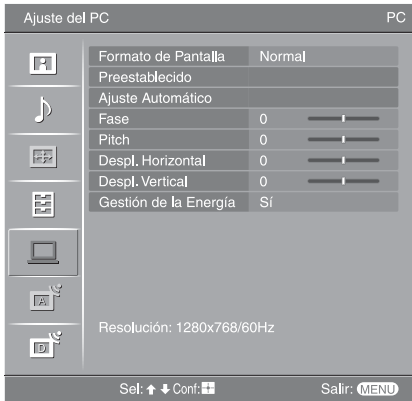 Ajuste del PC PC
Formato de Pantalla Normal
Preestablecido
Ajuste Automático
Fase 0
Pitch 0
Despl. Horizontal 0
Despl. Vertical 0
Gestión de la Energía Sí
A
D
Resolución: 1280x768/60Hz
Sel: Conf: Salir: MENU